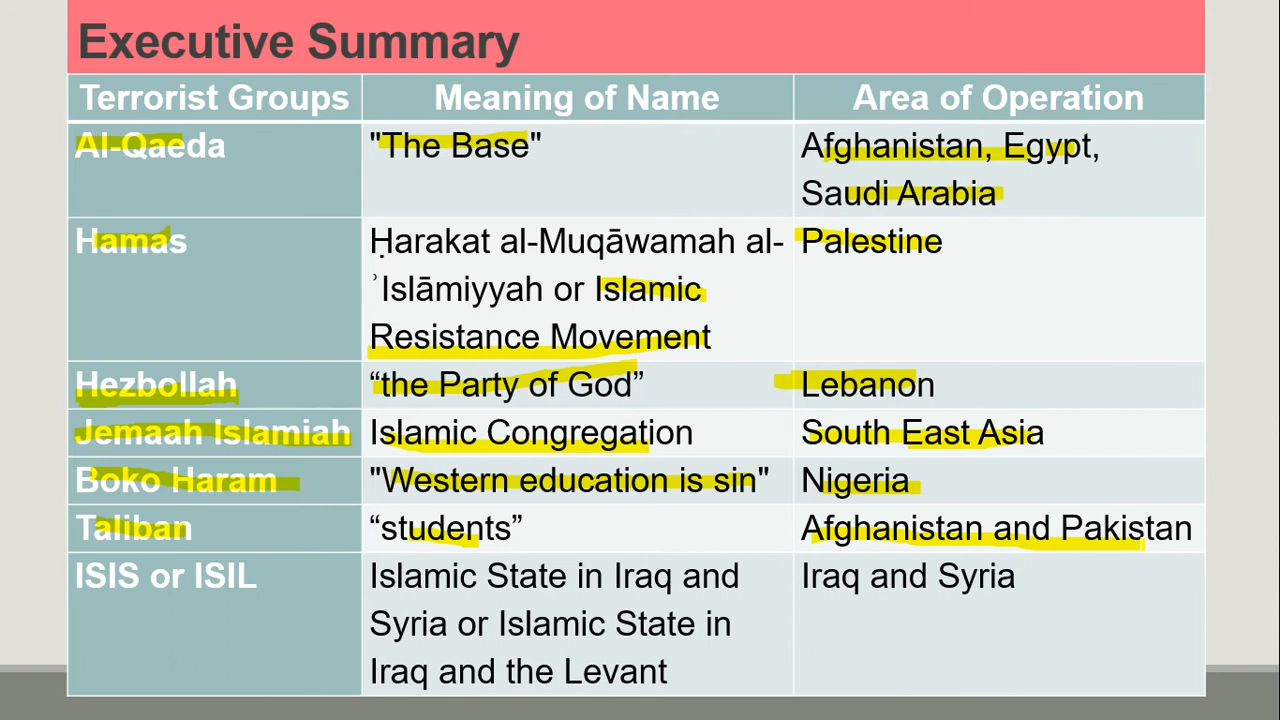 Executive Summary
Terrorist Groups Meaning of Name Area of Operation
Al-Qaeda "The Base" Afghanistan, Egypt,
Saudi Arabia
Hamas Ḥarakat al-Muqāwamah al- Palestine
ʾIslāmiyyah or Islamic
Resistance Movement
Hezbollah “the Party of God” Lebanon
Jemaah Islamiah Islamic Congregation South East Asia
Boko Haram "Western education is sin" Nigeria
Taliban “students” Afghanistan and Pakistan
ISIS or ISIL Islamic State in Iraq and Iraq and Syria
Syria or Islamic State in
Iraq and the Levant